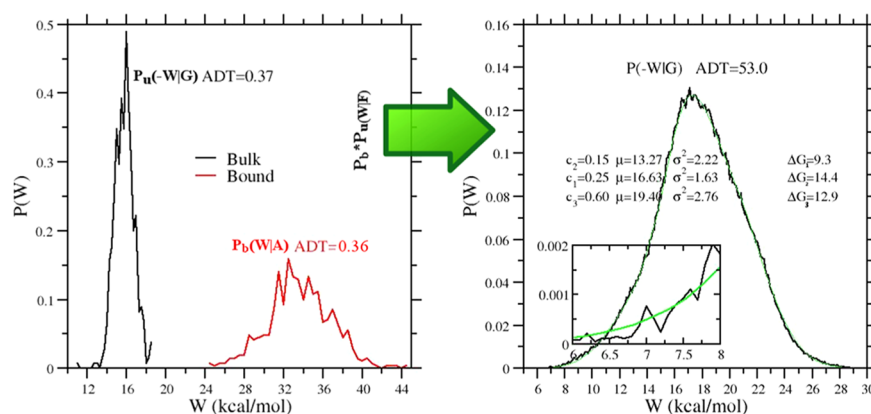 0.5
0.4
0.3
0.2
0.1
0
P(W)
12 16 20 24 28 32 36 40 44
W (kcal/mol)
Pu(-W|G) ADT=0.37
Bulk
Bound
Pb(W|A) ADT=0.36
Pb*Pu(W|F)
0.16
0.14
0.12
0.1
0.08
0.06
0.04
0.02
0
P(W)
P(-W|G) ADT=53.0
c2=0.15 μ=13.27 σ2=2.22 ΔG1=9.3
c1=0.25 μ=16.63 σ2=1.63 ΔG2=14.4
c3=0.60 μ=19.40 σ2=2.76 ΔG3=12.9
0.002
0.001
0
6 6.5 7 7.5 8
6 8 10 12 14 16 18 20 22 24 26 28 30
W (kcal/mol)